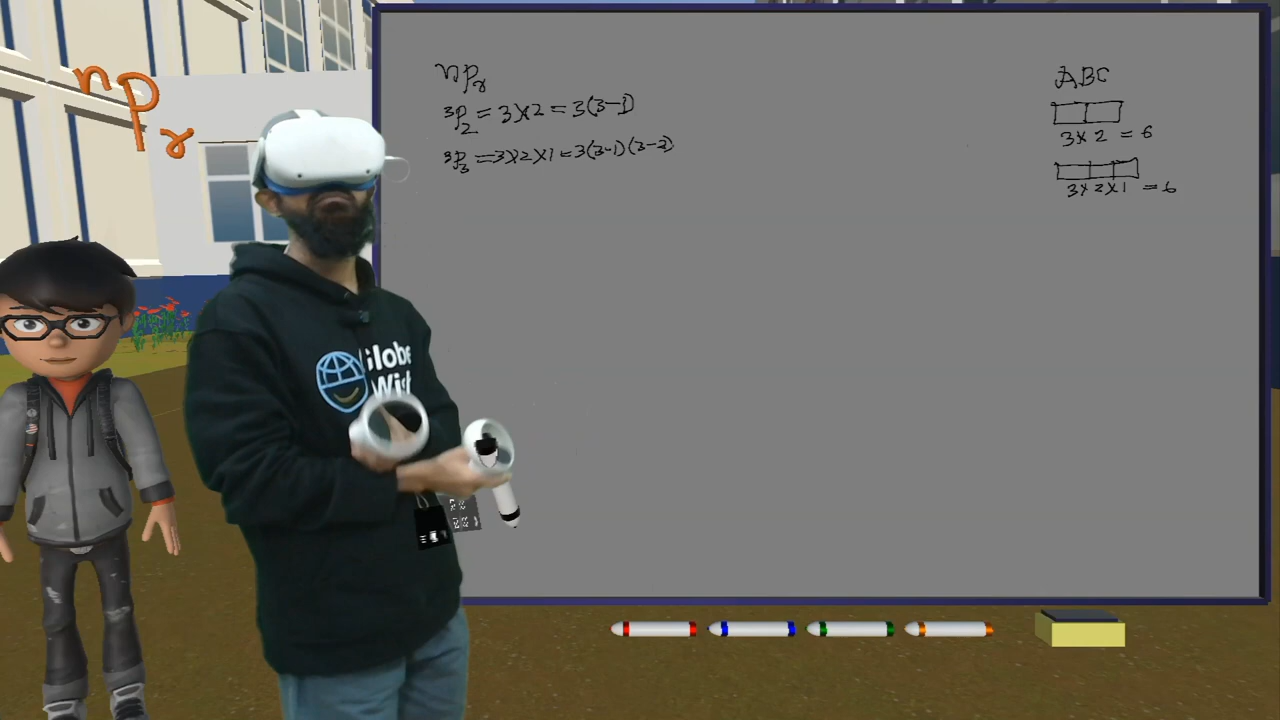 nPr
nPr
3P2 = 3×2 = 3(3-1)
3P3 = 3×2×1 = 3(3-1)(3-2)
ABC
3×2 = 6
3×2×1 = 6
Globe